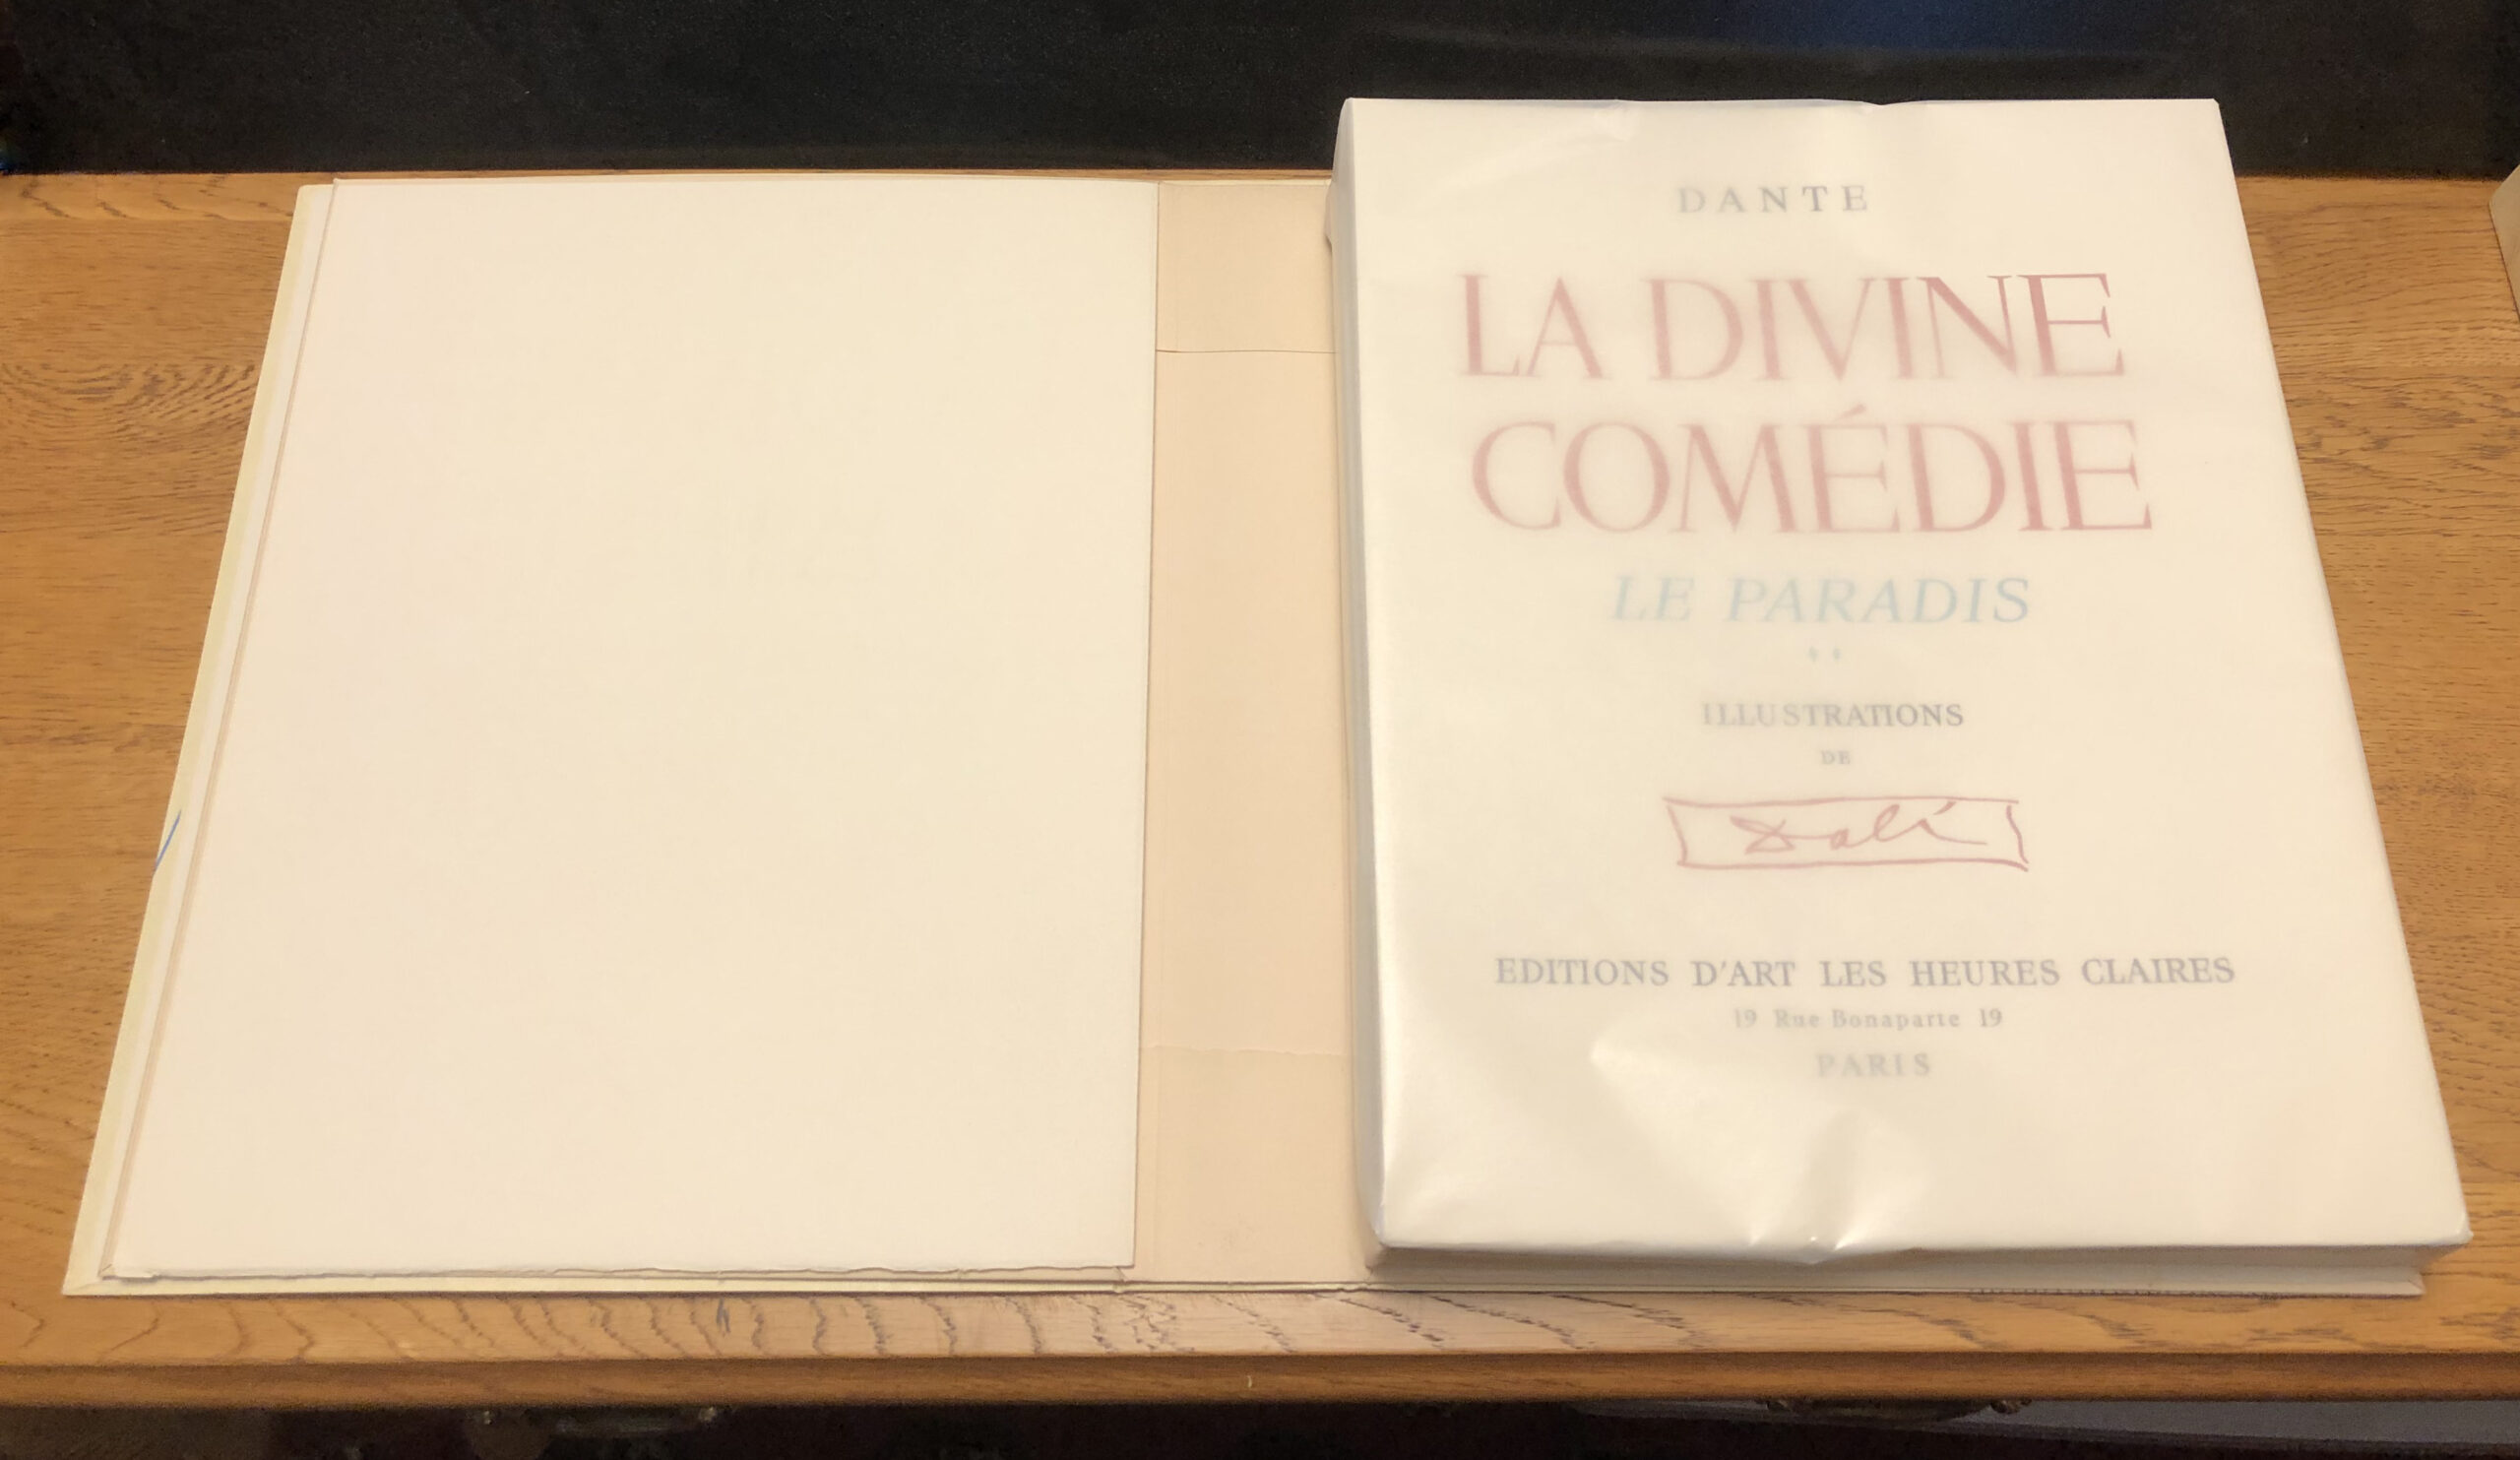 DANTE
LA DIVINE
COMÉDIE
LE PARADIS
ILLUSTRATIONS
DE
Dalí
EDITIONS D'ART LES HEURES CLAIRES
19 Rue Bonaparte 19
PARIS